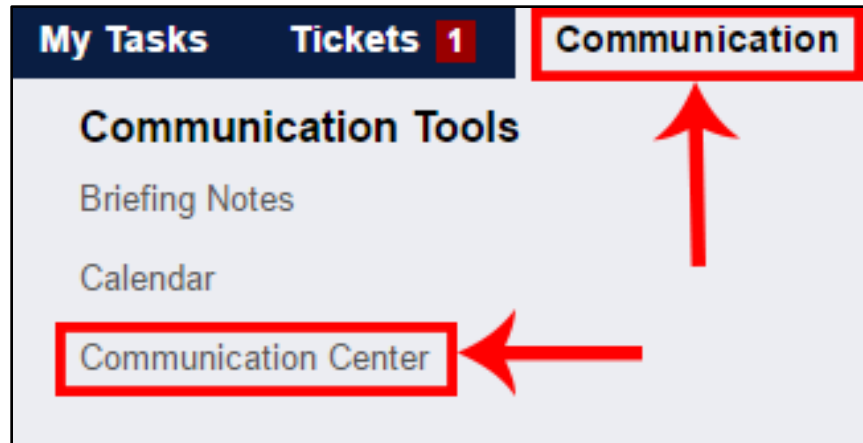 My Tasks Tickets 1 Communication
Communication Tools
Briefing Notes
Calendar
Communication Center